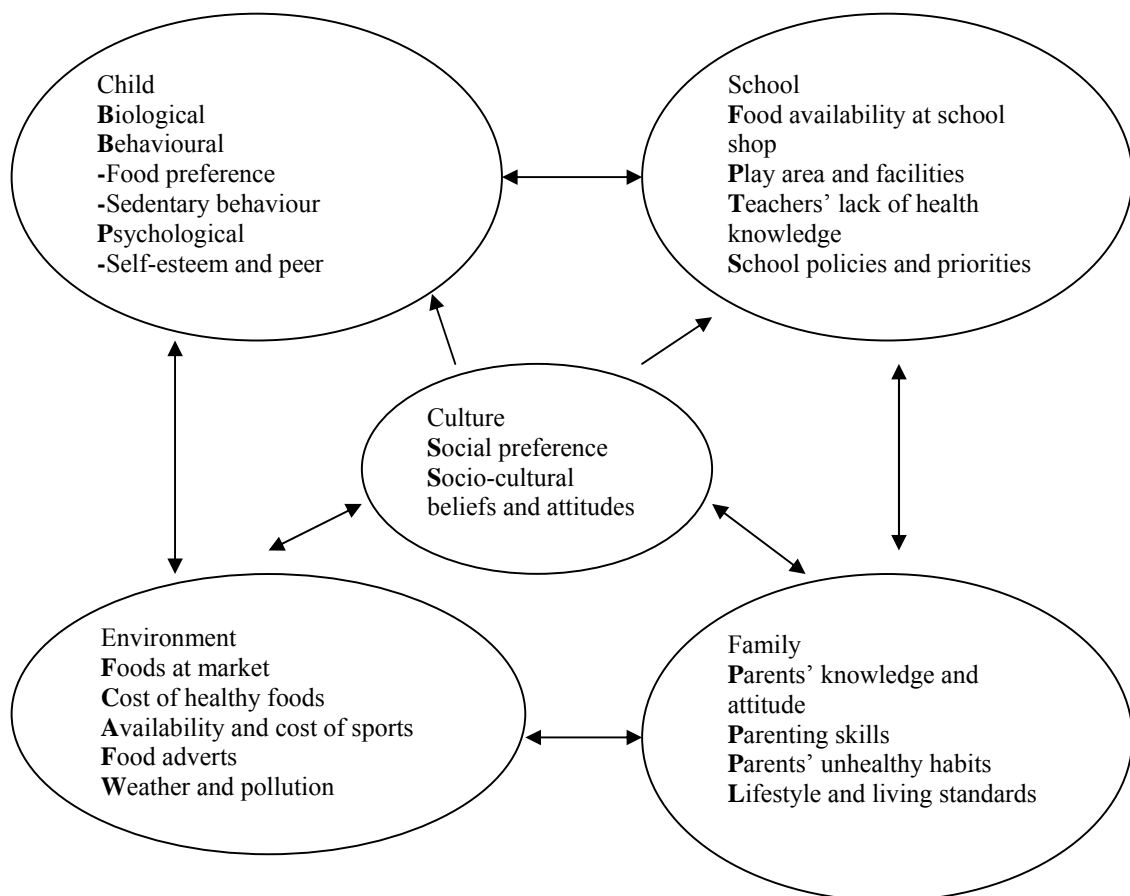 Child
Biological
Behavioural
-Food preference
-Sedentary behaviour
Psychological
-Self-esteem and peer
School
Food availability at school
shop
Play area and facilities
Teachers’ lack of health
knowledge
School policies and priorities
Culture
Social preference
Socio-cultural
beliefs and attitudes
Environment
Foods at market
Cost of healthy foods
Availability and cost of sports
Food adverts
Weather and pollution
Family
Parents’ knowledge and
attitude
Parenting skills
Parents’ unhealthy habits
Lifestyle and living standards